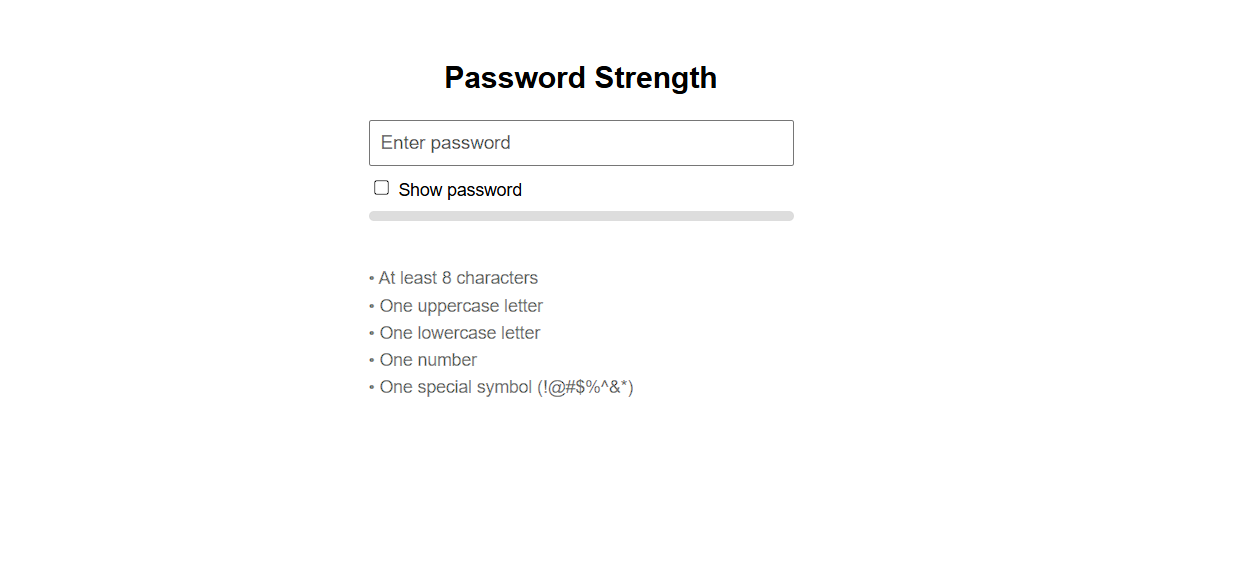 Password Strength
Enter password
Show password
• At least 8 characters
• One uppercase letter
• One lowercase letter
• One number
• One special symbol (!@#$%^&*)